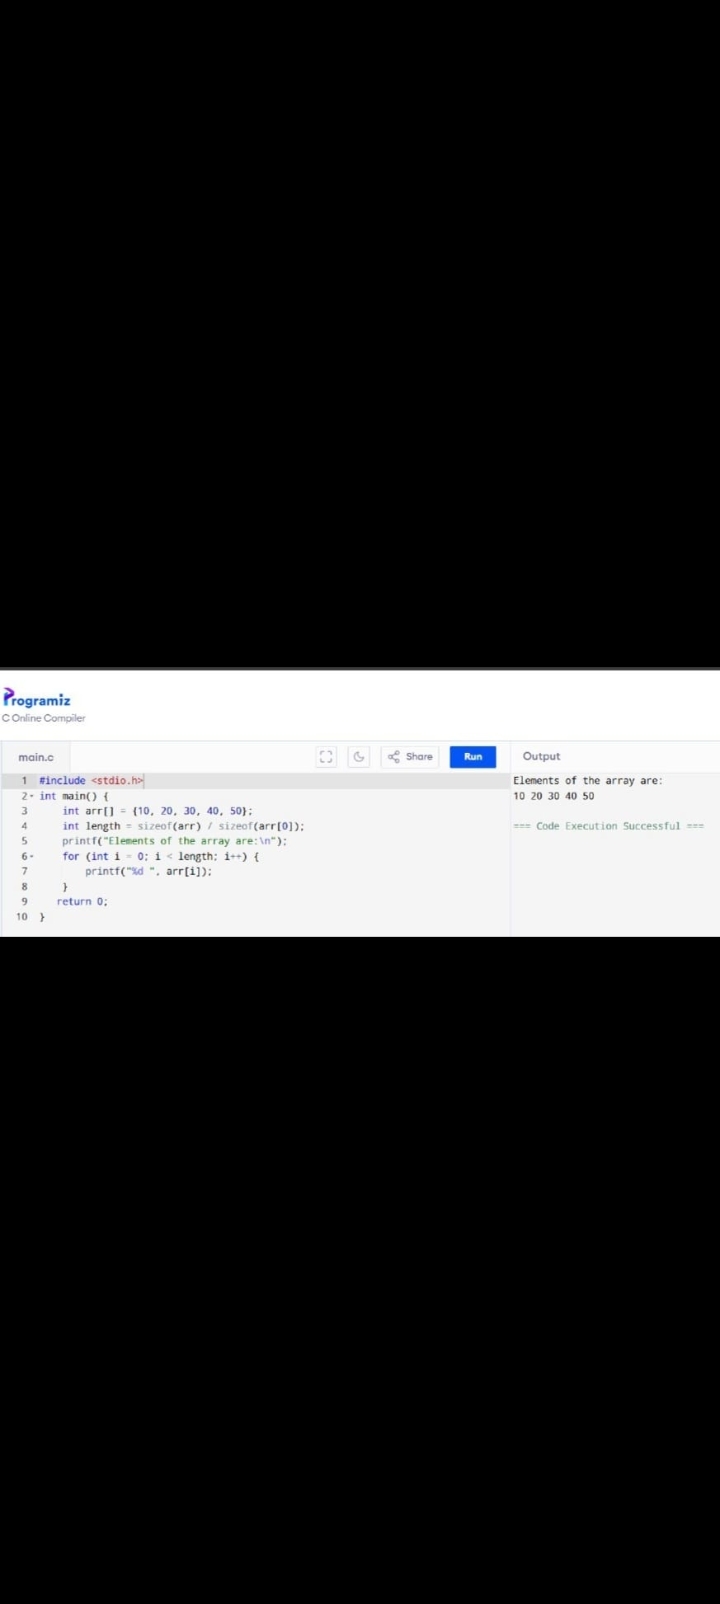 Programiz
C Online Compiler
main.c
Share
Run
Output
1 #include <stdio.h>
2 int main() {
3 int arr[] = {10, 20, 30, 40, 50};
4 int length = sizeof(arr) / sizeof(arr[0]);
5 printf("Elements of the array are:\n");
6 for (int i = 0; i < length; i++) {
7 printf("%d ", arr[i]);
8 }
9 return 0;
10 }
Elements of the array are:
10 20 30 40 50
=== Code Execution Successful ===